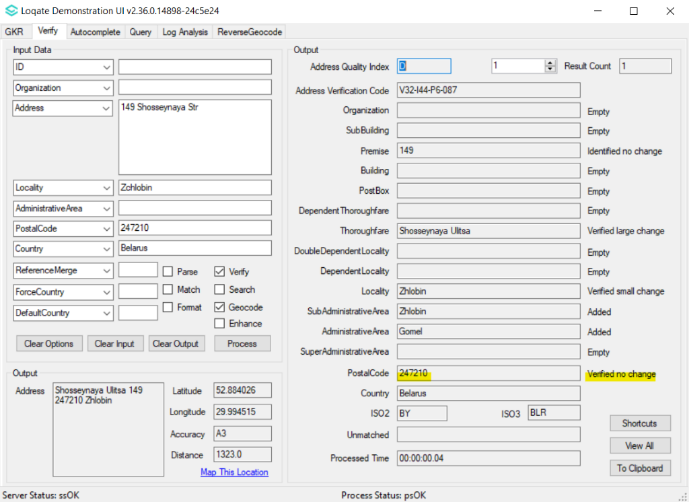 Loqate Demonstration UI v2.36.0.14898-24c5e24
GKR Verify Autocomplete Query Log Analysis ReverseGeocode
Input Data
ID
Organization
Address 149 Shosseynaya Str
Locality Zchlobin
AdministrativeArea
PostalCode 247210
Country Belarus
ReferenceMerge Parse Verify
ForceCountry Match Search
DefaultCountry Format Geocode
Enhance
Clear Options Clear Input Clear Output Process
Output
Address Shosseynaya Ulitsa 149
247210 Zhlobin
Latitude 52.884026
Longitude 29.994515
Accuracy A3
Distance 1323.0
Map This Location
Output
Address Quality Index D 1 Result Count 1
Address Verification Code V32-I44-P6-087
Organization Empty
SubBuilding Empty
Premise 149 Identified no change
Building Empty
PostBox Empty
DependentThoroughfare Empty
Thoroughfare Shosseynaya Ulitsa Verified large change
DoubleDependentLocality Empty
DependentLocality Empty
Locality Zhlobin Verified small change
SubAdministrativeArea Zhlobin Added
AdministrativeArea Gomel Added
SuperAdministrativeArea Empty
PostalCode 247210 Verified no change
Country Belarus
ISO2 BY ISO3 BLR
Unmatched
Processed Time 00:00:00.04
Shortcuts
View All
To Clipboard
Server Status: ssOK Process Status: psOK